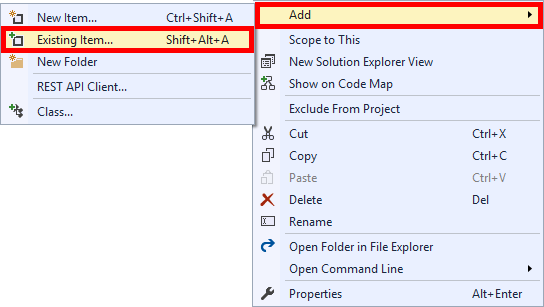 New Item... Ctrl+Shift+A
Existing Item... Shift+Alt+A
New Folder
REST API Client...
Class...
Add
Scope to This
New Solution Explorer View
Show on Code Map
Exclude From Project
Cut Ctrl+X
Copy Ctrl+C
Paste Ctrl+V
Delete Del
Rename
Open Folder in File Explorer
Open Command Line
Properties Alt+Enter